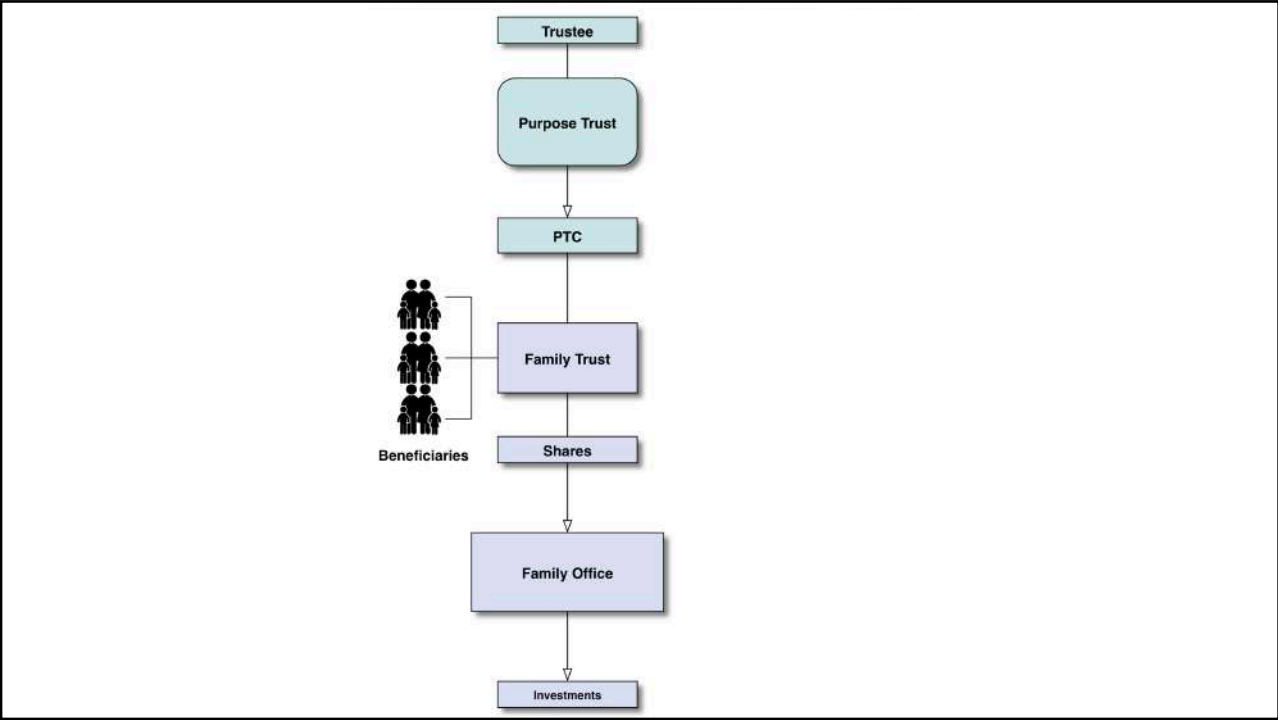 Trustee
Purpose Trust
PTC
Family Trust
Beneficiaries
Shares
Family Office
Investments